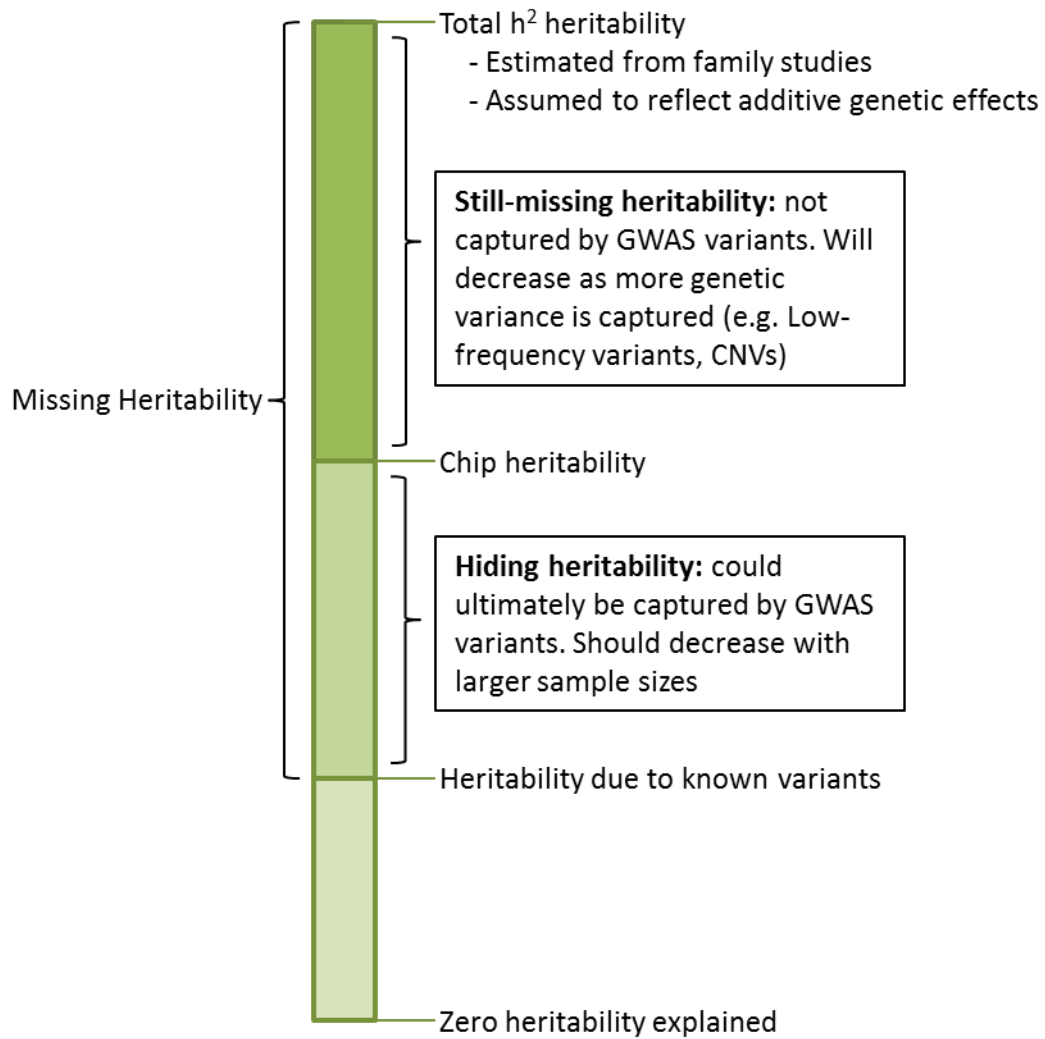 Total h² heritability
- Estimated from family studies
- Assumed to reflect additive genetic effects
Still-missing heritability: not
captured by GWAS variants. Will
decrease as more genetic
variance is captured (e.g. Low-
frequency variants, CNVs)
Missing Heritability
Chip heritability
Hiding heritability: could
ultimately be captured by GWAS
variants. Should decrease with
larger sample sizes
Heritability due to known variants
Zero heritability explained